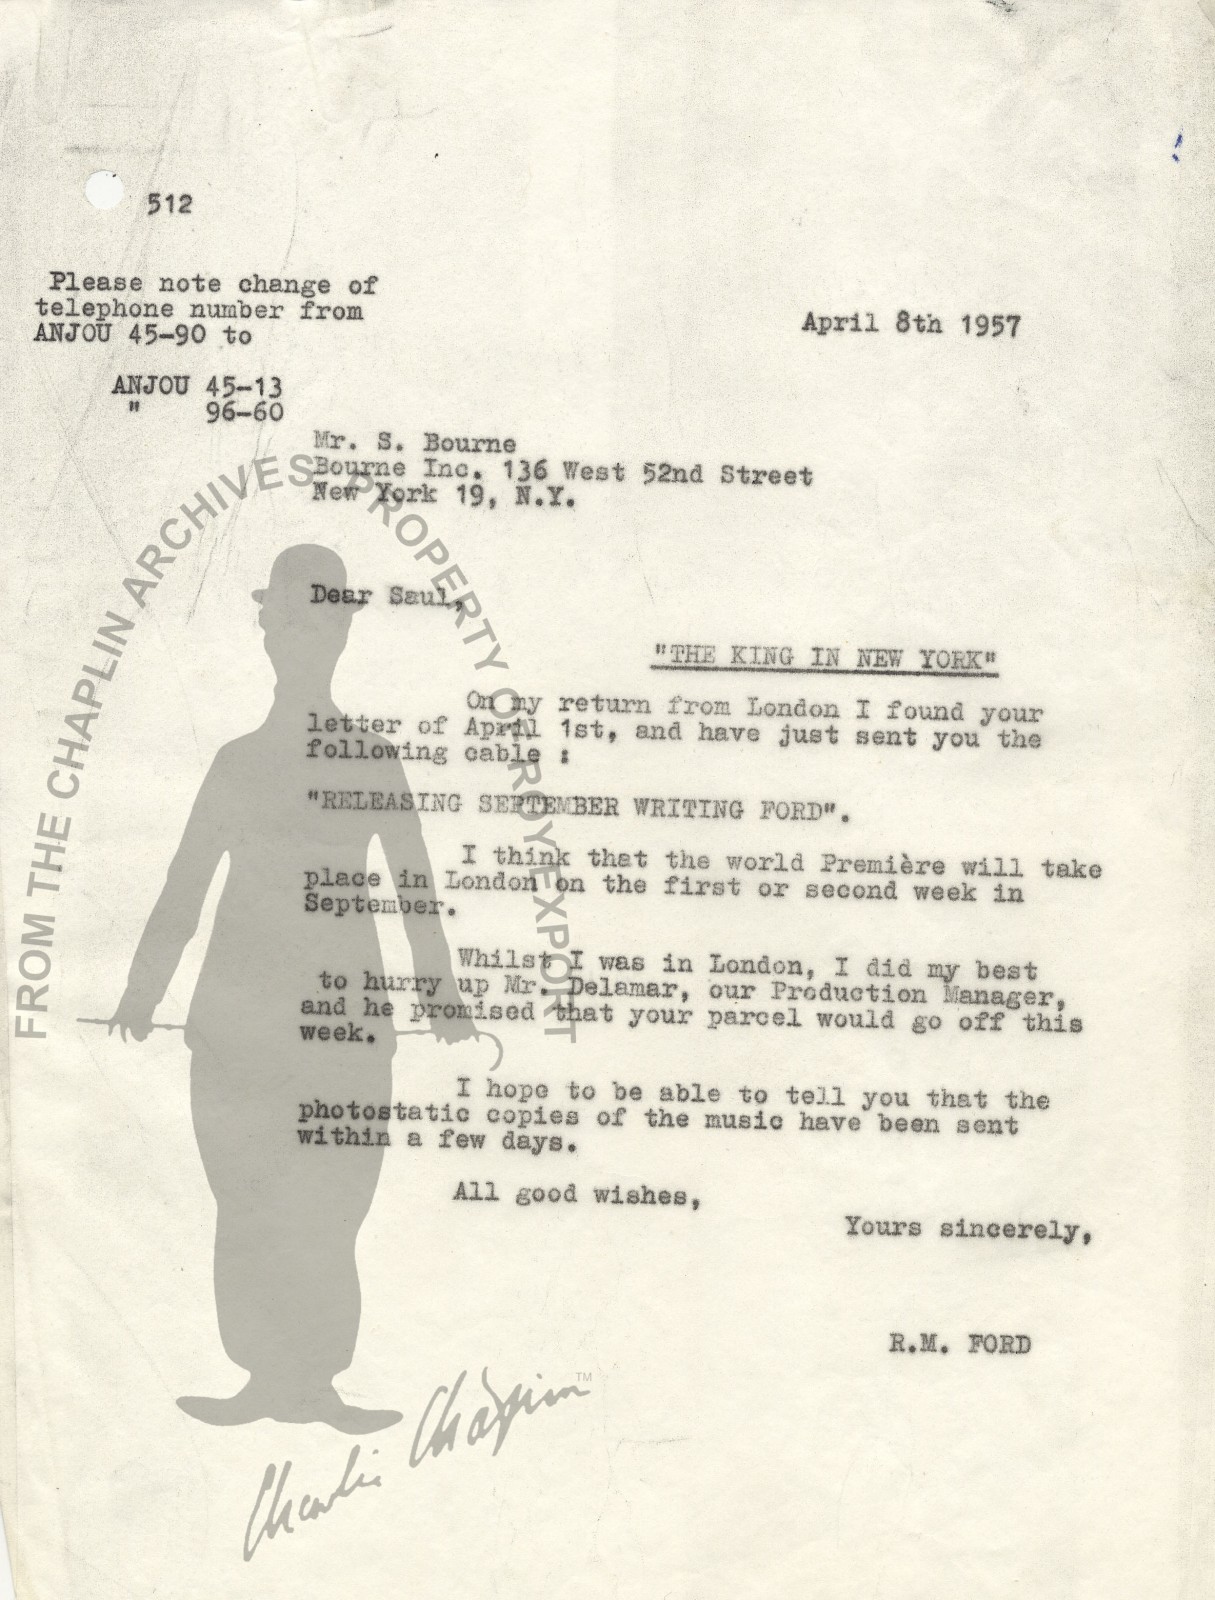 512
Please note change of
telephone number from
ANJOU 45-90 to
ANJOU 45-13
" 96-60
April 8th 1957
Mr. S. Bourne
Bourne Inc. 136 West 52nd Street
New York 19, N.Y.
Dear Saul,
"THE KING IN NEW YORK"
On my return from London I found your
letter of April 1st, and have just sent you the
following cable :
"RELEASING SEPTEMBER WRITING FORD".
I think that the world Première will take
place in London on the first or second week in
September.
Whilst I was in London, I did my best
to hurry up Mr. Delamar, our Production Manager,
and he promised that your parcel would go off this
week.
I hope to be able to tell you that the
photostatic copies of the music have been sent
within a few days.
All good wishes,
Yours sincerely,
R.M. FORD
FROM THE CHAPLIN ARCHIVES PROPERTY OF ROY EXPORT
Charlie Chaplin TM